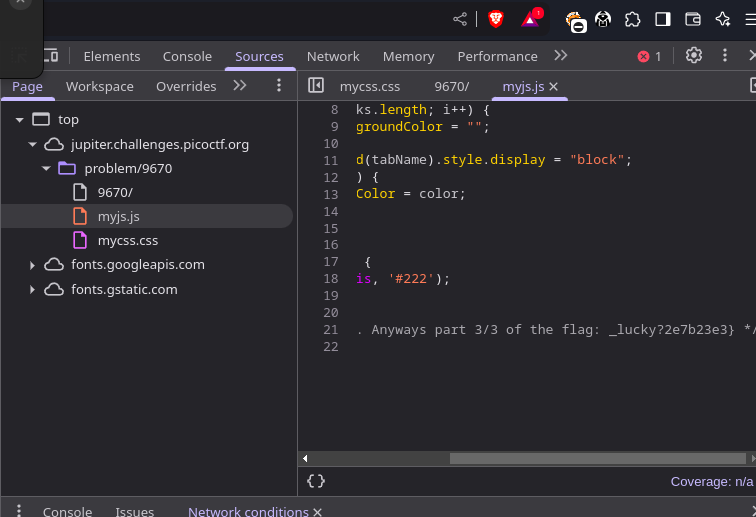 1
Elements Console Sources Network Memory Performance 1
Page Workspace Overrides mycss.css 9670/ myjs.js
top
jupiter.challenges.picoctf.org
problem/9670
9670/
myjs.js
mycss.css
fonts.googleapis.com
fonts.gstatic.com
8 ks.length; i++) {
9 groundColor = "";
10
11 d(tabName).style.display = "block";
12 ) {
13 Color = color;
14
15
16
17 {
18 is, '#222');
19
20
21 . Anyways part 3/3 of the flag: _lucky?2e7b23e3} */
22
{} Coverage: n/a
Console Issues Network conditions